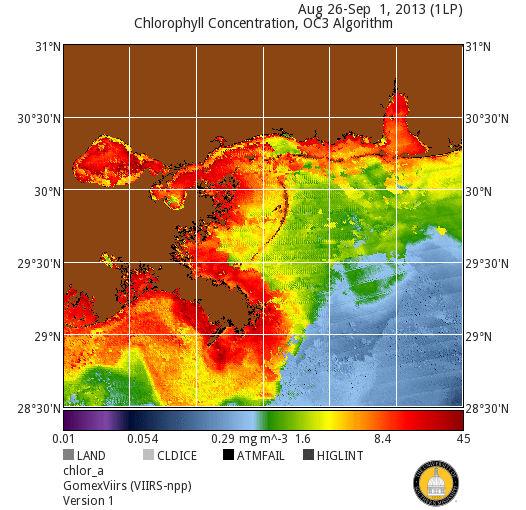 Aug 26-Sep 1, 2013 (1LP)
Chlorophyll Concentration, OC3 Algorithm
31°N 31°N
30°30'N 30°30'N
30°N 30°N
29°30'N 29°30'N
29°N 29°N
28°30'N 28°30'N
0.01 0.054 0.29 mg m^-3 1.6 8.4 45
LAND CLDICE ATMFAIL HIGLINT
chlor_a
GomexViirs (VIIRS-npp)
Version 1